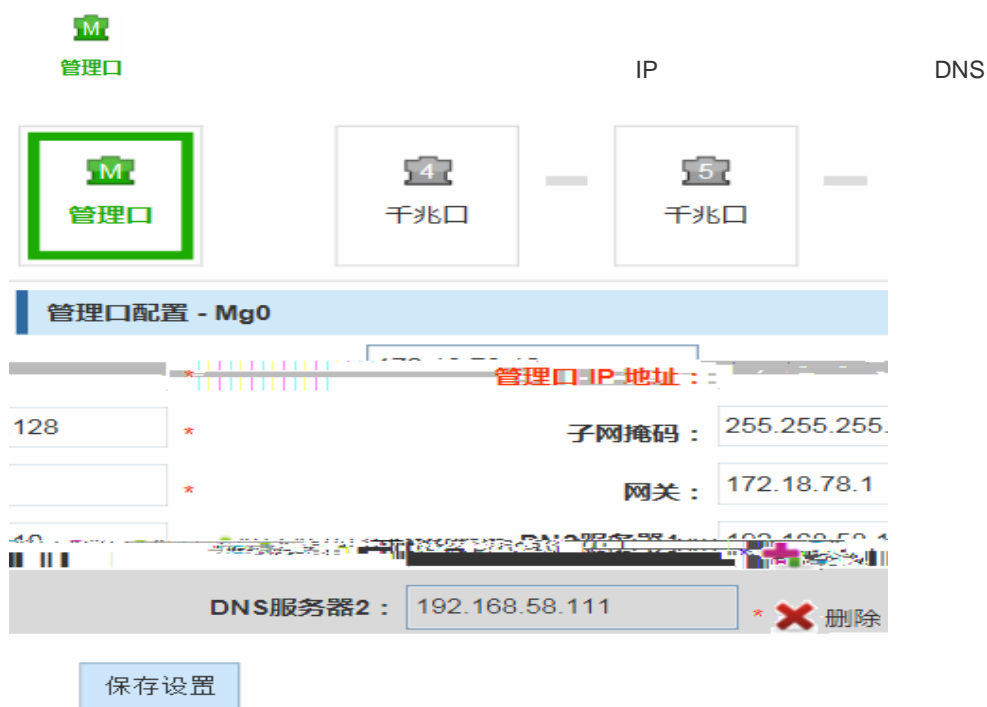 M
管理口 IP DNS
M 4 5
管理口 千兆口 千兆口
管理口配置 - Mg0
* 管理口 IP 地址：
128 * 子网掩码： 255.255.255.
* 网关： 172.18.78.1
DNS服务器2： 192.168.58.111 * 删除
保存设置